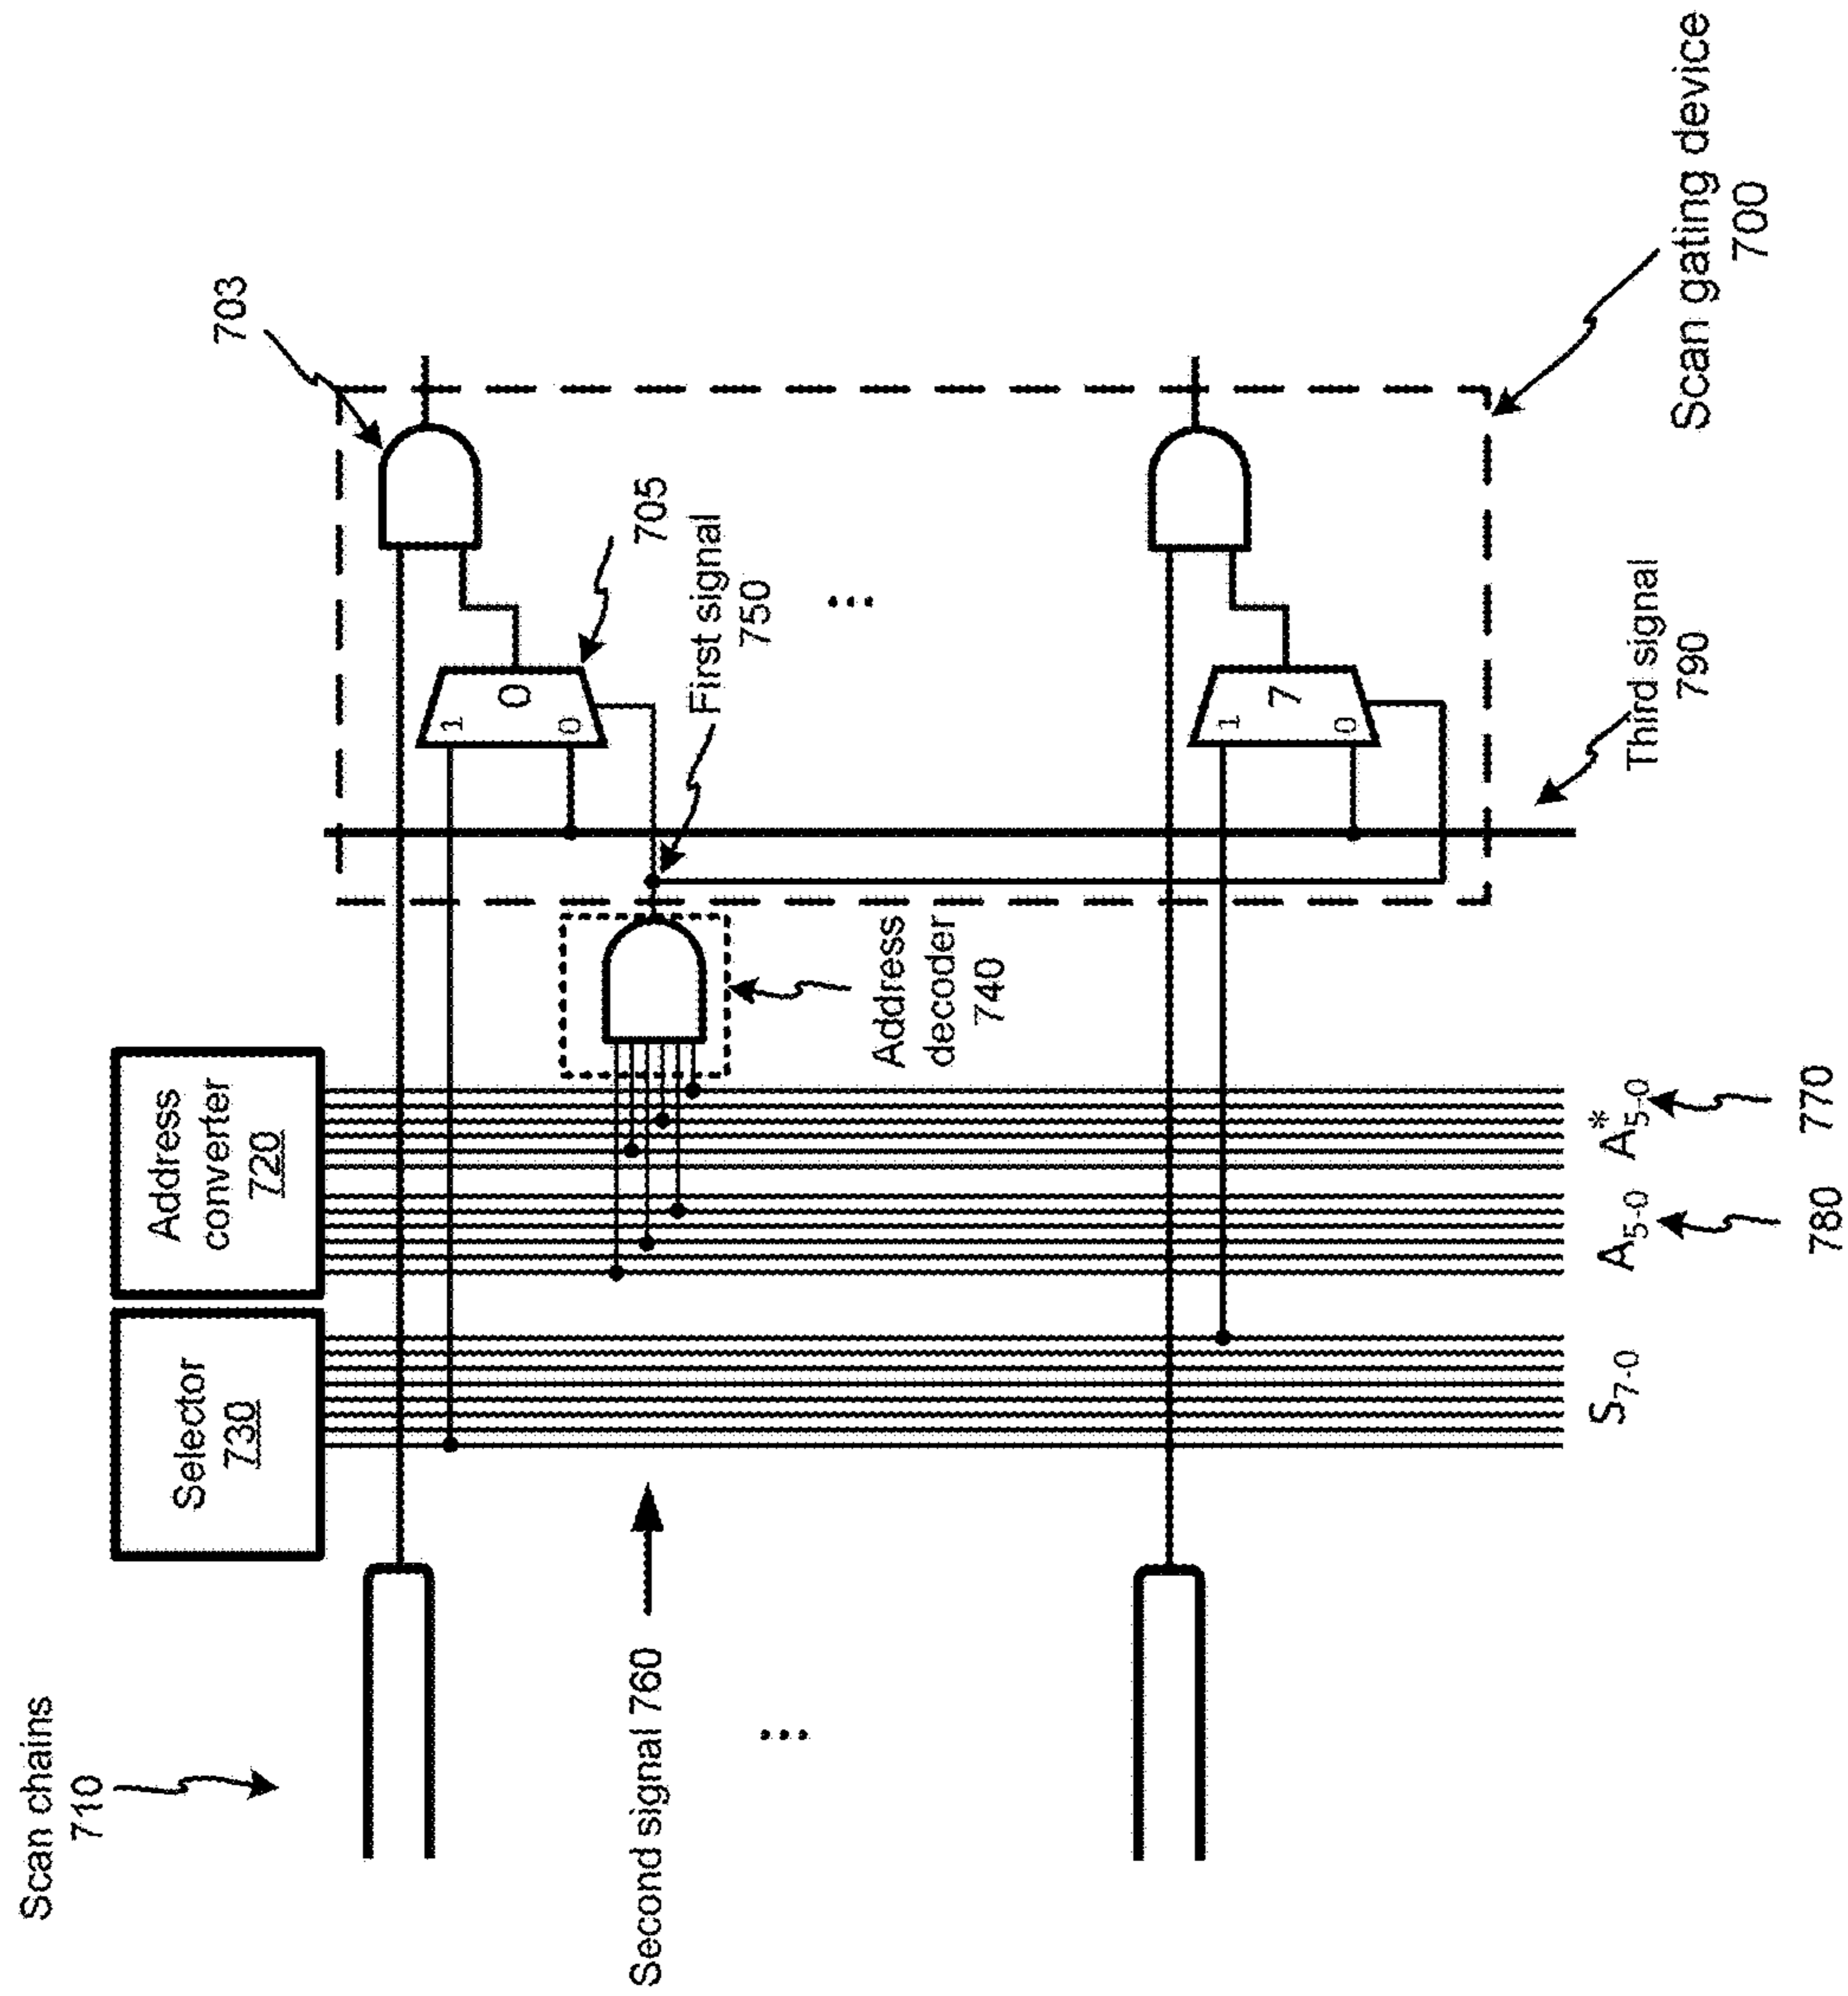 Scan chains
710
Selector
730
Address
converter
720
703
705
First signal
750
0
1
0
Second signal 760
Address
decoder
740
...
...
7
1
0
Third signal
790
Scan gating device
700
S7-0
A5-0
780
A*5-0
770